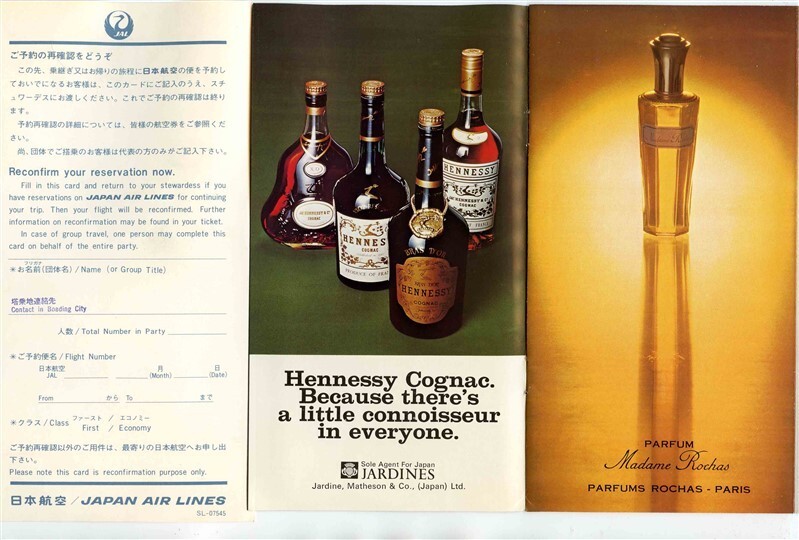 JAL
ご予約の再確認をどうぞ
この先、乗継ぎ又はお帰りの旅程に日本航空の便を予約し
ておいでになるお客様は、このカードにご記入のうえ、スチ
ュワーデスにお渡しください。これでご予約の再確認は終り
ます。
予約再確認の詳細については、皆様の航空券をご参照くだ
さい。
尚、団体でご搭乗のお客様は代表の方のみがご記入下さい。
Reconfirm your reservation now.
Fill in this card and return to your stewardess if you
have reservations on JAPAN AIR LINES for continuing
your trip. Then your flight will be reconfirmed. Further
information on reconfirmation may be found in your ticket.
In case of group travel, one person may complete this
card on behalf of the entire party.
フリガナ
*お名前(団体名)/Name (or Group Title)
搭乗地連絡先
Contact in Boading City
人数/Total Number in Party
*ご予約便名/Flight Number
日本航空 月 日
JAL (Month) (Date)
From から To まで
*クラス/Class ファースト / エコノミー
First / Economy
ご予約再確認以外のご用件は、最寄りの日本航空へお申し出
下さい。
Please note this card is reconfirmation purpose only.
日本航空/JAPAN AIR LINES
SL-07545
X.O
COGNAC
HENNESSY
COGNAC
PRODUCE OF FRA
BRAS D'OR
HENNESSY
COGNAC
HENNESSY
JAS HENNESSY & Co
COGNAC
Hennessy Cognac.
Because there's
a little connoisseur
in everyone.
Sole Agent For Japan
JARDINES
Jardine, Matheson & Co., (Japan) Ltd.
PARFUM
Madame Rochas
PARFUMS ROCHAS - PARIS